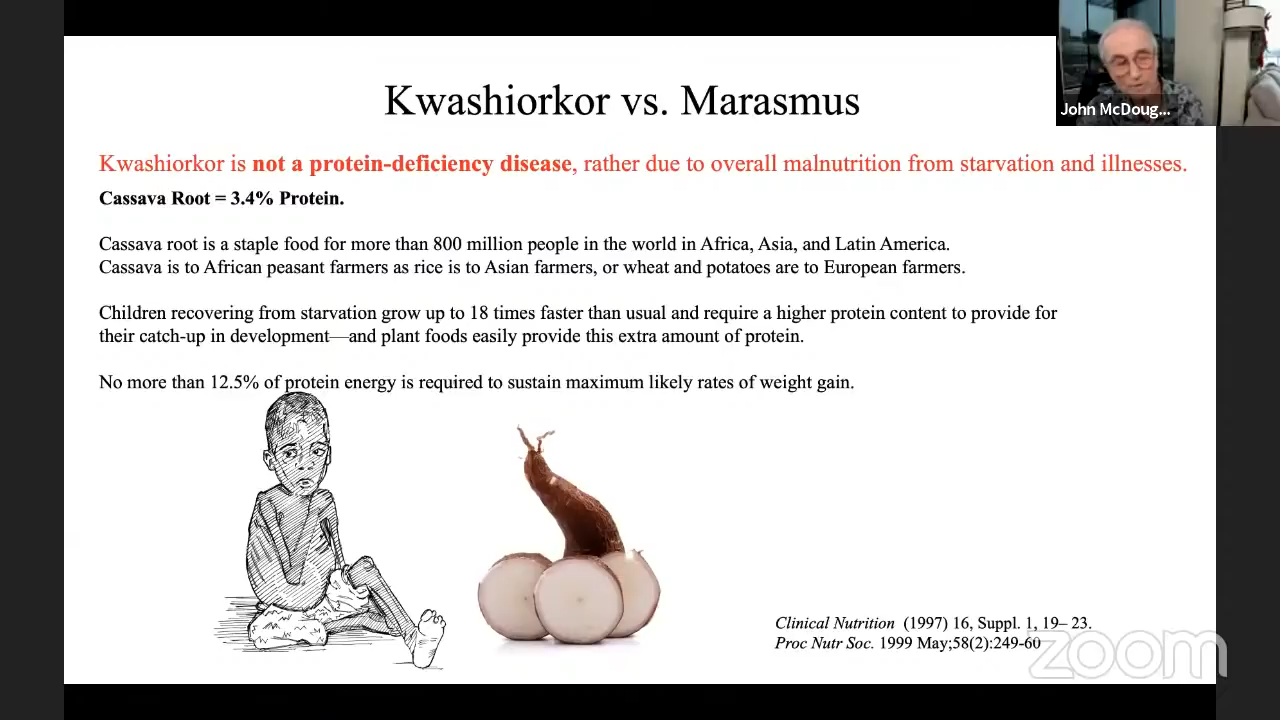 Kwashiorkor vs. Marasmus
John McDoug...
Kwashiorkor is not a protein-deficiency disease, rather due to overall malnutrition from starvation and illnesses.
Cassava Root = 3.4% Protein.
Cassava root is a staple food for more than 800 million people in the world in Africa, Asia, and Latin America.
Cassava is to African peasant farmers as rice is to Asian farmers, or wheat and potatoes are to European farmers.
Children recovering from starvation grow up to 18 times faster than usual and require a higher protein content to provide for
their catch-up in development—and plant foods easily provide this extra amount of protein.
No more than 12.5% of protein energy is required to sustain maximum likely rates of weight gain.
Clinical Nutrition (1997) 16, Suppl. 1, 19– 23.
Proc Nutr Soc. 1999 May;58(2):249-60
zoom